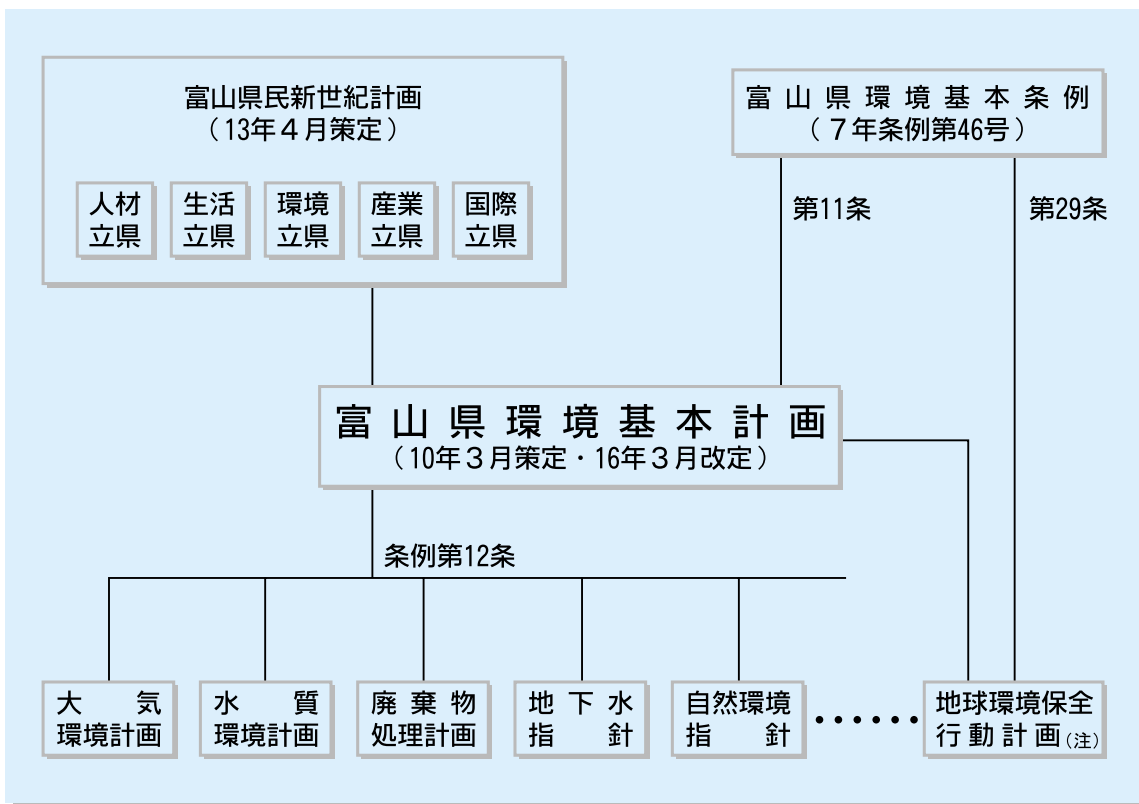 富山県民新世紀計画
（13年４月策定）
人材
立県
生活
立県
環境
立県
産業
立県
国際
立県
富山県環境基本条例
（７年条例第46号）
第11条
第29条
富山県環境基本計画
（10年３月策定・16年３月改定）
条例第12条
大気
環境計画
水質
環境計画
廃棄物
処理計画
地下水
指針
自然環境
指針
・・・・・・
地球環境保全
行動計画（注）